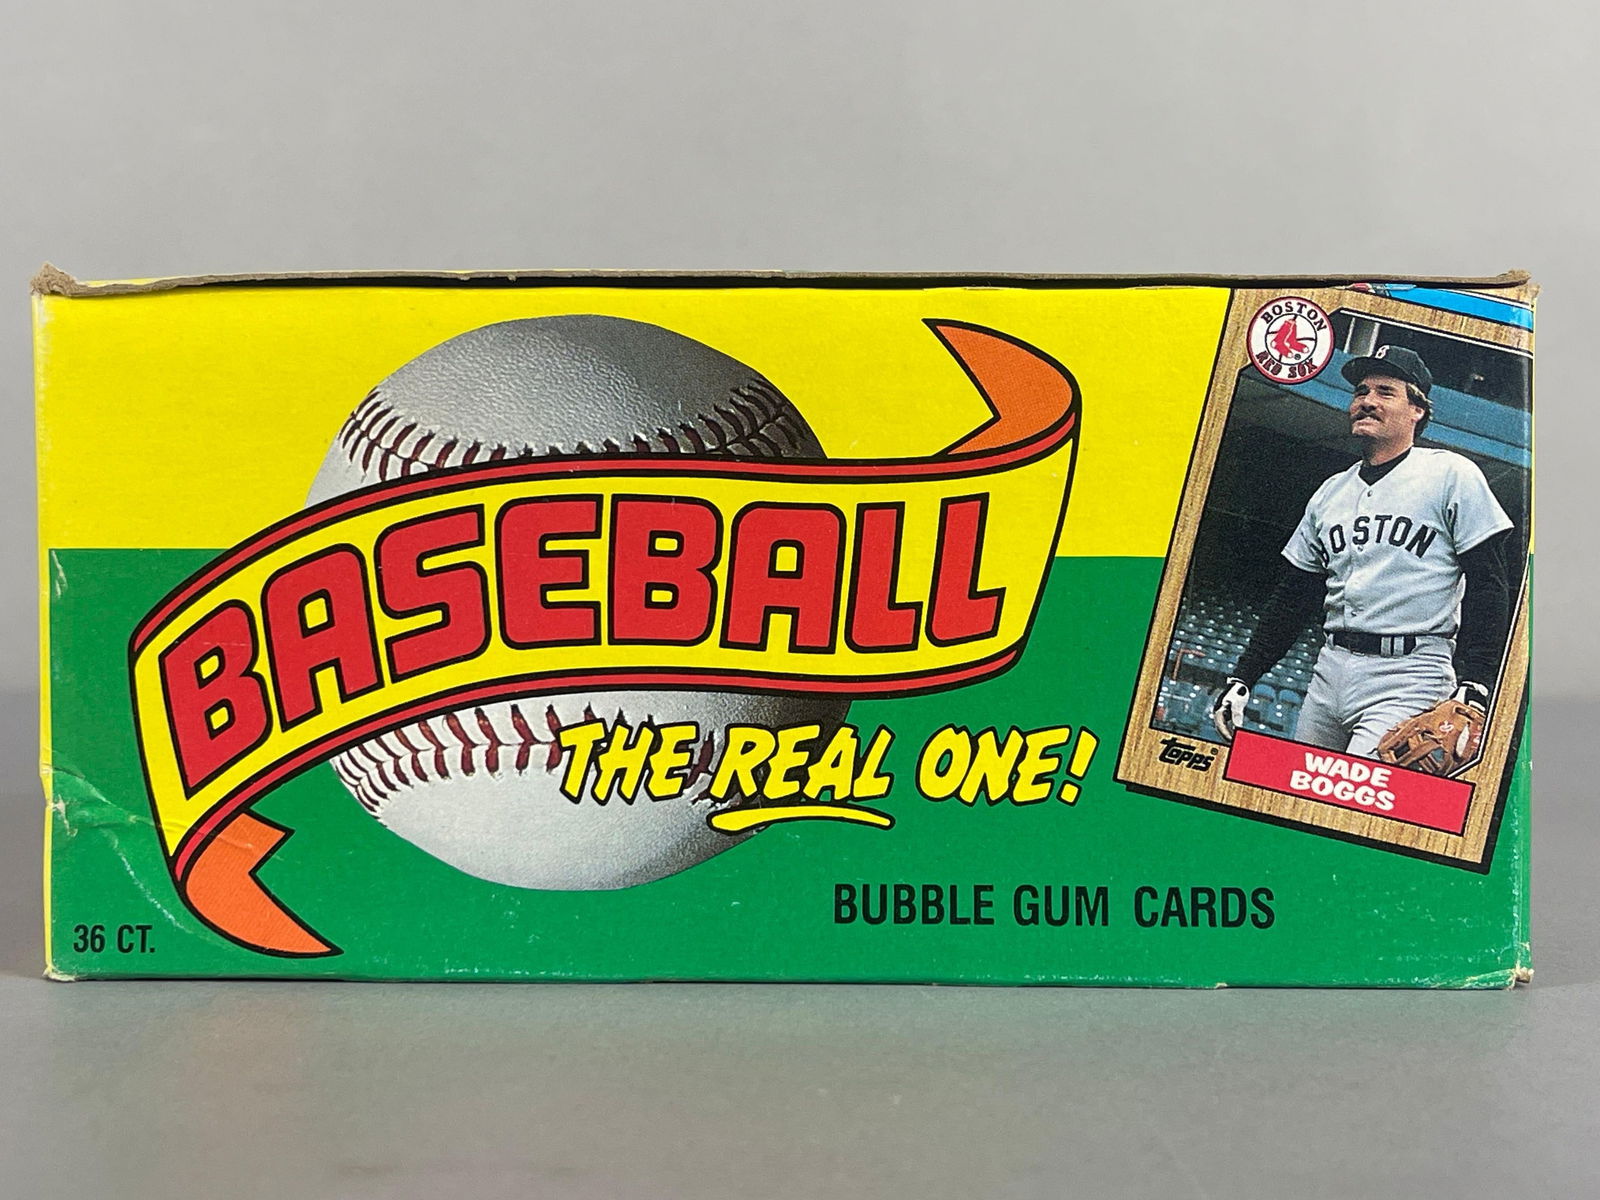 BASEBALL
THE REAL ONE!
BUBBLE GUM CARDS
36 CT.
BOSTON
RED SOX
B
BOSTON
Topps®
WADE
BOGGS